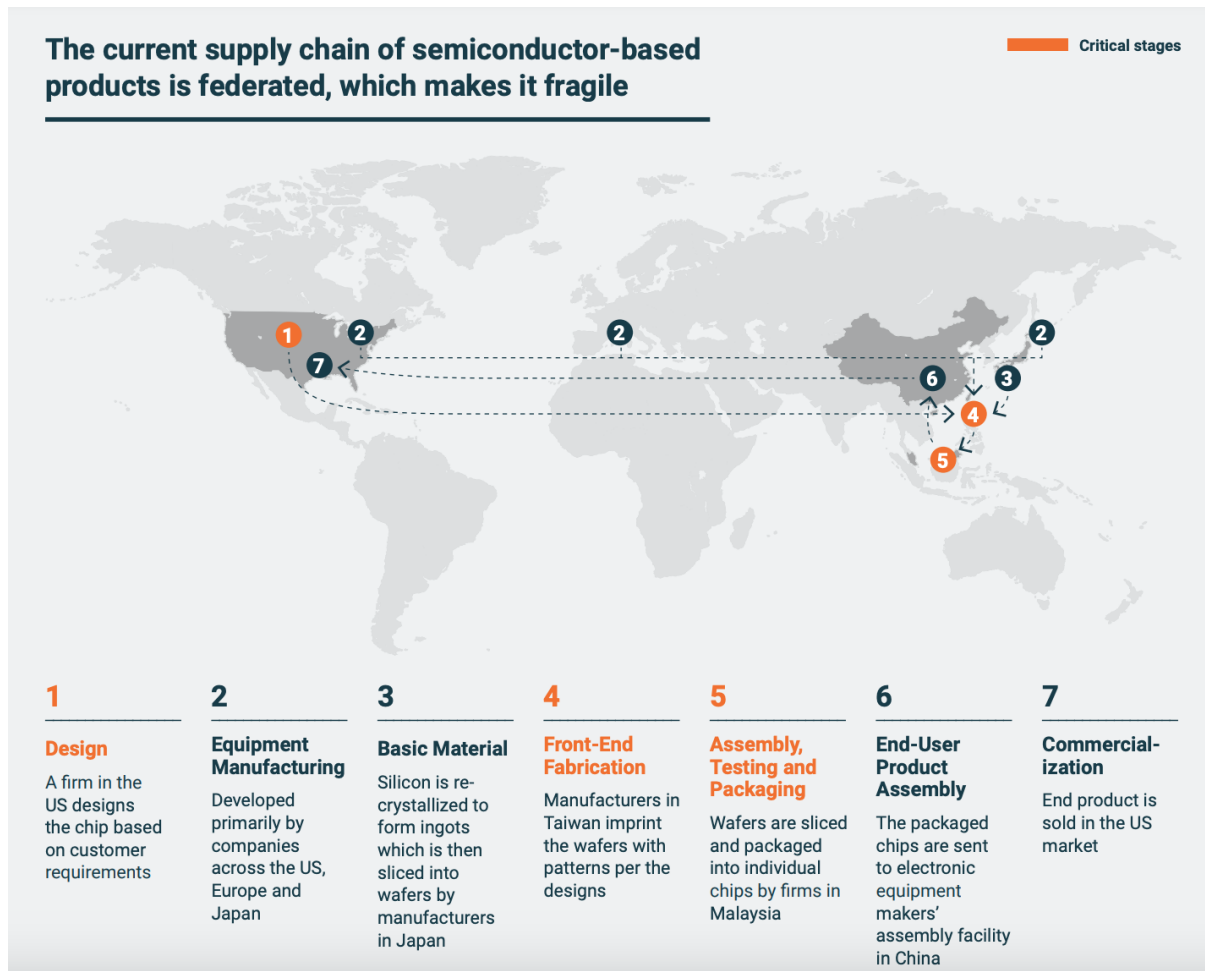 The current supply chain of semiconductor-based
products is federated, which makes it fragile
Critical stages
1
2
2
2
7
6
3
4
5
1
Design
A firm in the
US designs
the chip based
on customer
requirements
2
Equipment
Manufacturing
Developed
primarily by
companies
across the US,
Europe and
Japan
3
Basic Material
Silicon is re-
crystallized to
form ingots
which is then
sliced into
wafers by
manufacturers
in Japan
4
Front-End
Fabrication
Manufacturers in
Taiwan imprint
the wafers with
patterns per the
designs
5
Assembly,
Testing and
Packaging
Wafers are sliced
and packaged
into individual
chips by firms in
Malaysia
6
End-User
Product
Assembly
The packaged
chips are sent
to electronic
equipment
makers’
assembly facility
in China
7
Commercial-
ization
End product is
sold in the US
market